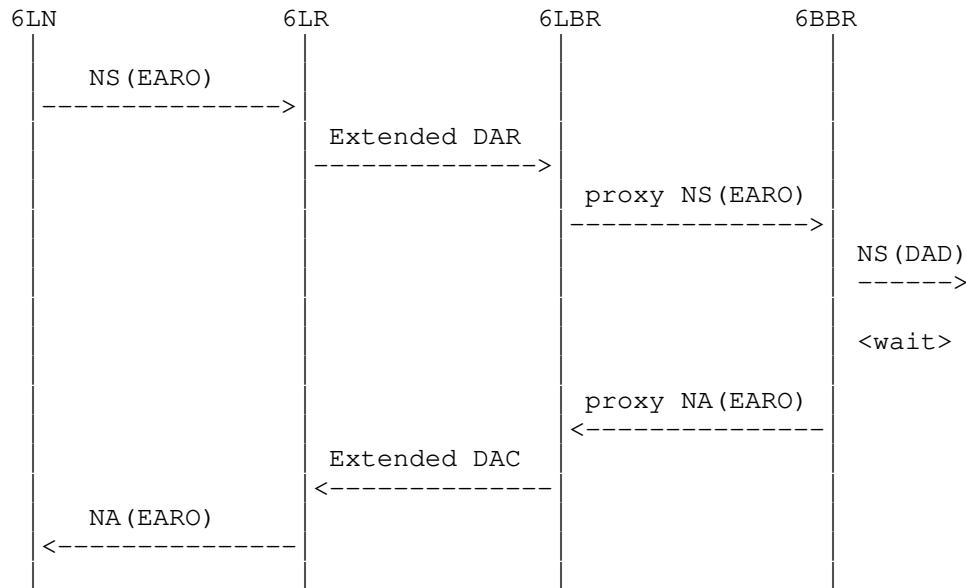 6LN 6LR 6LBR 6BBR
NS(EARO)
Extended DAR
proxy NS(EARO)
NS(DAD)
<wait>
proxy NA(EARO)
Extended DAC
NA(EARO)